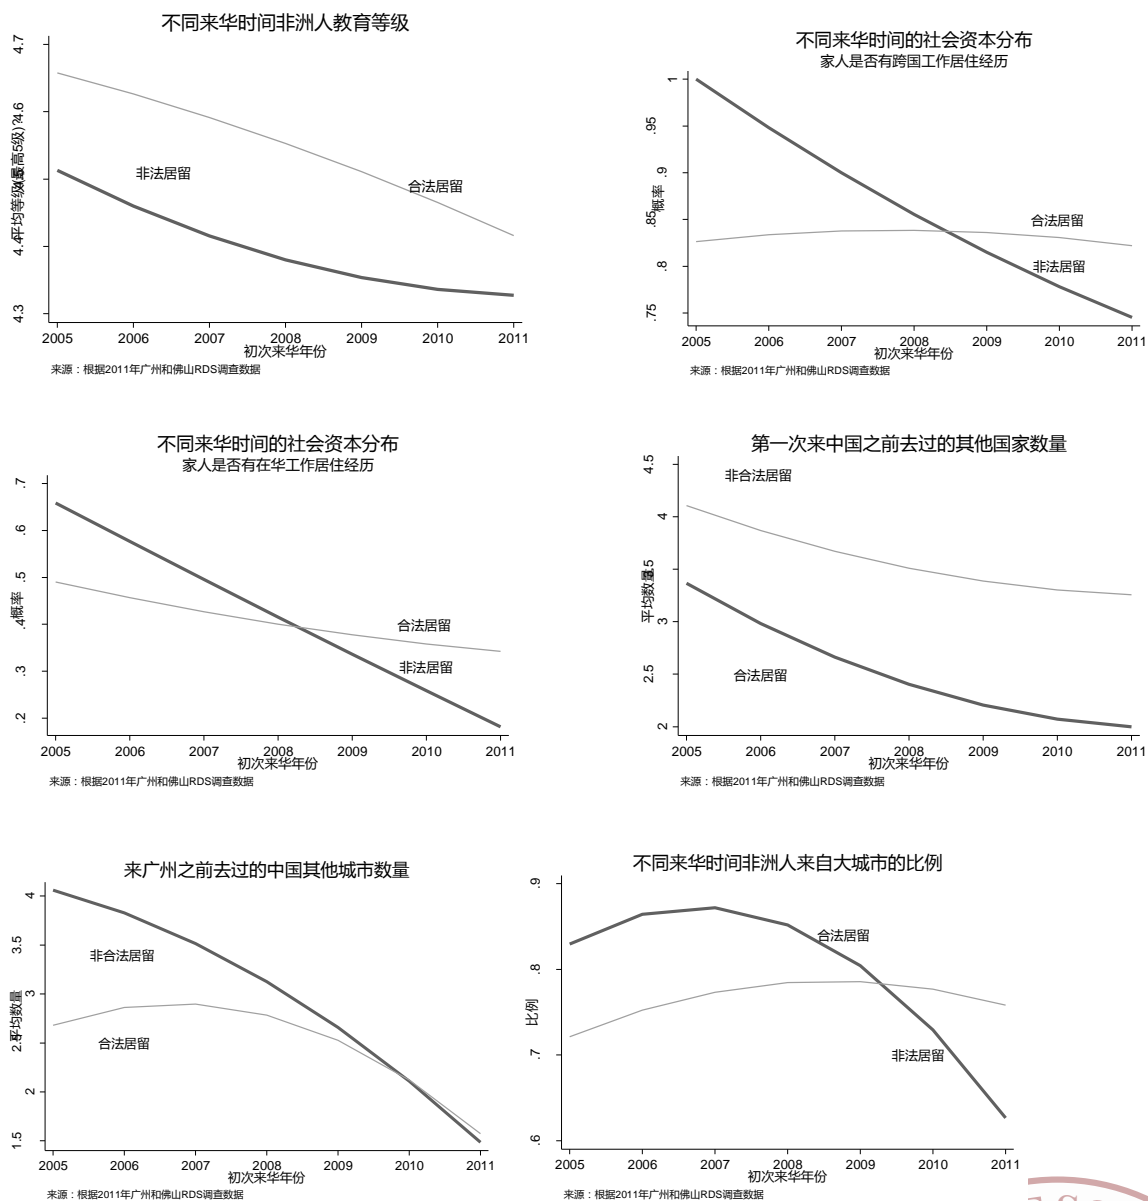 不同来华时间非洲人教育等级
4.7
4.6
4.4
4.3
平均等级(最高5级)?
非法居留
合法居留
2005 2006 2007 2008 2009 2010 2011
初次来华年份
来源：根据2011年广州和佛山RDS调查数据
不同来华时间的社会资本分布
家人是否有跨国工作居住经历
1
.95
.9
.85
.8
.75
概率
合法居留
非法居留
2005 2006 2007 2008 2009 2010 2011
初次来华年份
来源：根据2011年广州和佛山RDS调查数据
不同来华时间的社会资本分布
家人是否有在华工作居住经历
.7
.6
.5
.4
.3
.2
概率
合法居留
非法居留
2005 2006 2007 2008 2009 2010 2011
初次来华年份
来源：根据2011年广州和佛山RDS调查数据
第一次来中国之前去过的其他国家数量
4.5
4
3.5
3
2.5
2
平均数量
非合法居留
合法居留
2005 2006 2007 2008 2009 2010 2011
初次来华年份
来源：根据2011年广州和佛山RDS调查数据
来广州之前去过的中国其他城市数量
4
3.5
3
2.5
2
1.5
平均数量
非合法居留
合法居留
2005 2006 2007 2008 2009 2010 2011
初次来华年份
来源：根据2011年广州和佛山RDS调查数据
不同来华时间非洲人来自大城市的比例
.9
.8
.7
.6
比例
合法居留
非法居留
2005 2006 2007 2008 2009 2010 2011
初次来华年份
来源：根据2011年广州和佛山RDS调查数据